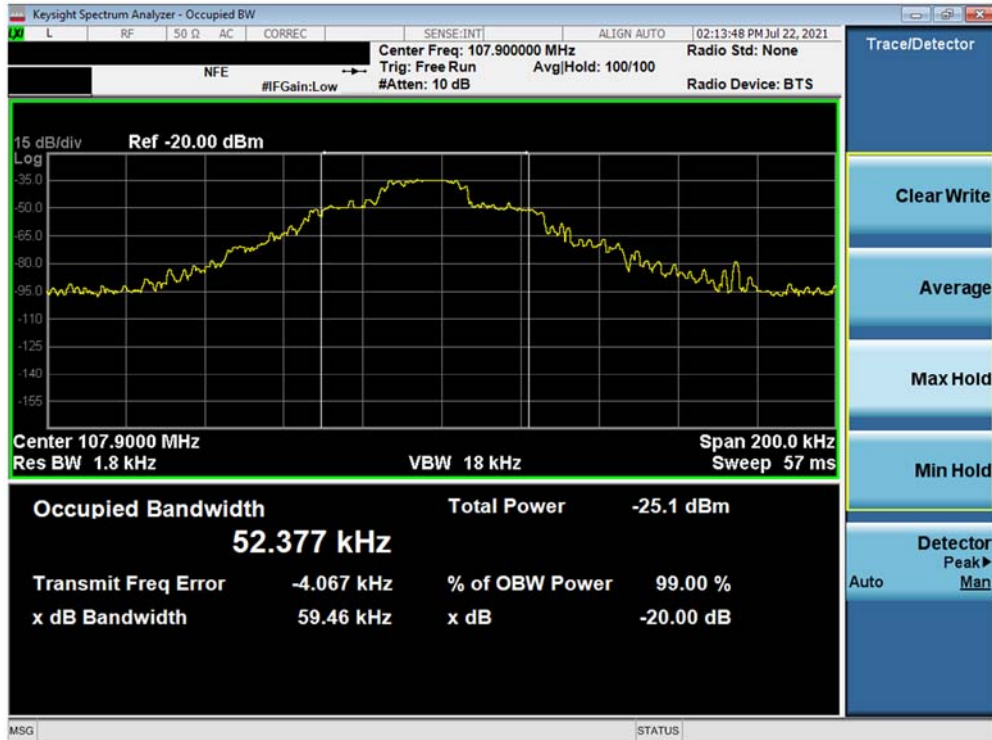 Keysight Spectrum Analyzer - Occupied BW
LXI L RF 50 Ω AC CORREC SENSE:INT ALIGN AUTO 02:13:48 PM Jul 22, 2021
Center Freq: 107.900000 MHz Radio Std: None
NFE Trig: Free Run Avg|Hold: 100/100
#IFGain:Low #Atten: 10 dB Radio Device: BTS
15 dB/div Ref -20.00 dBm
Log
-35.0
-50.0
-65.0
-80.0
-95.0
-110
-125
-140
-155
Center 107.9000 MHz Span 200.0 kHz
Res BW 1.8 kHz VBW 18 kHz Sweep 57 ms
Occupied Bandwidth Total Power -25.1 dBm
52.377 kHz
Transmit Freq Error -4.067 kHz % of OBW Power 99.00 %
x dB Bandwidth 59.46 kHz x dB -20.00 dB
MSG STATUS
Trace/Detector
Clear Write
Average
Max Hold
Min Hold
Detector
Peak▶
Auto Man